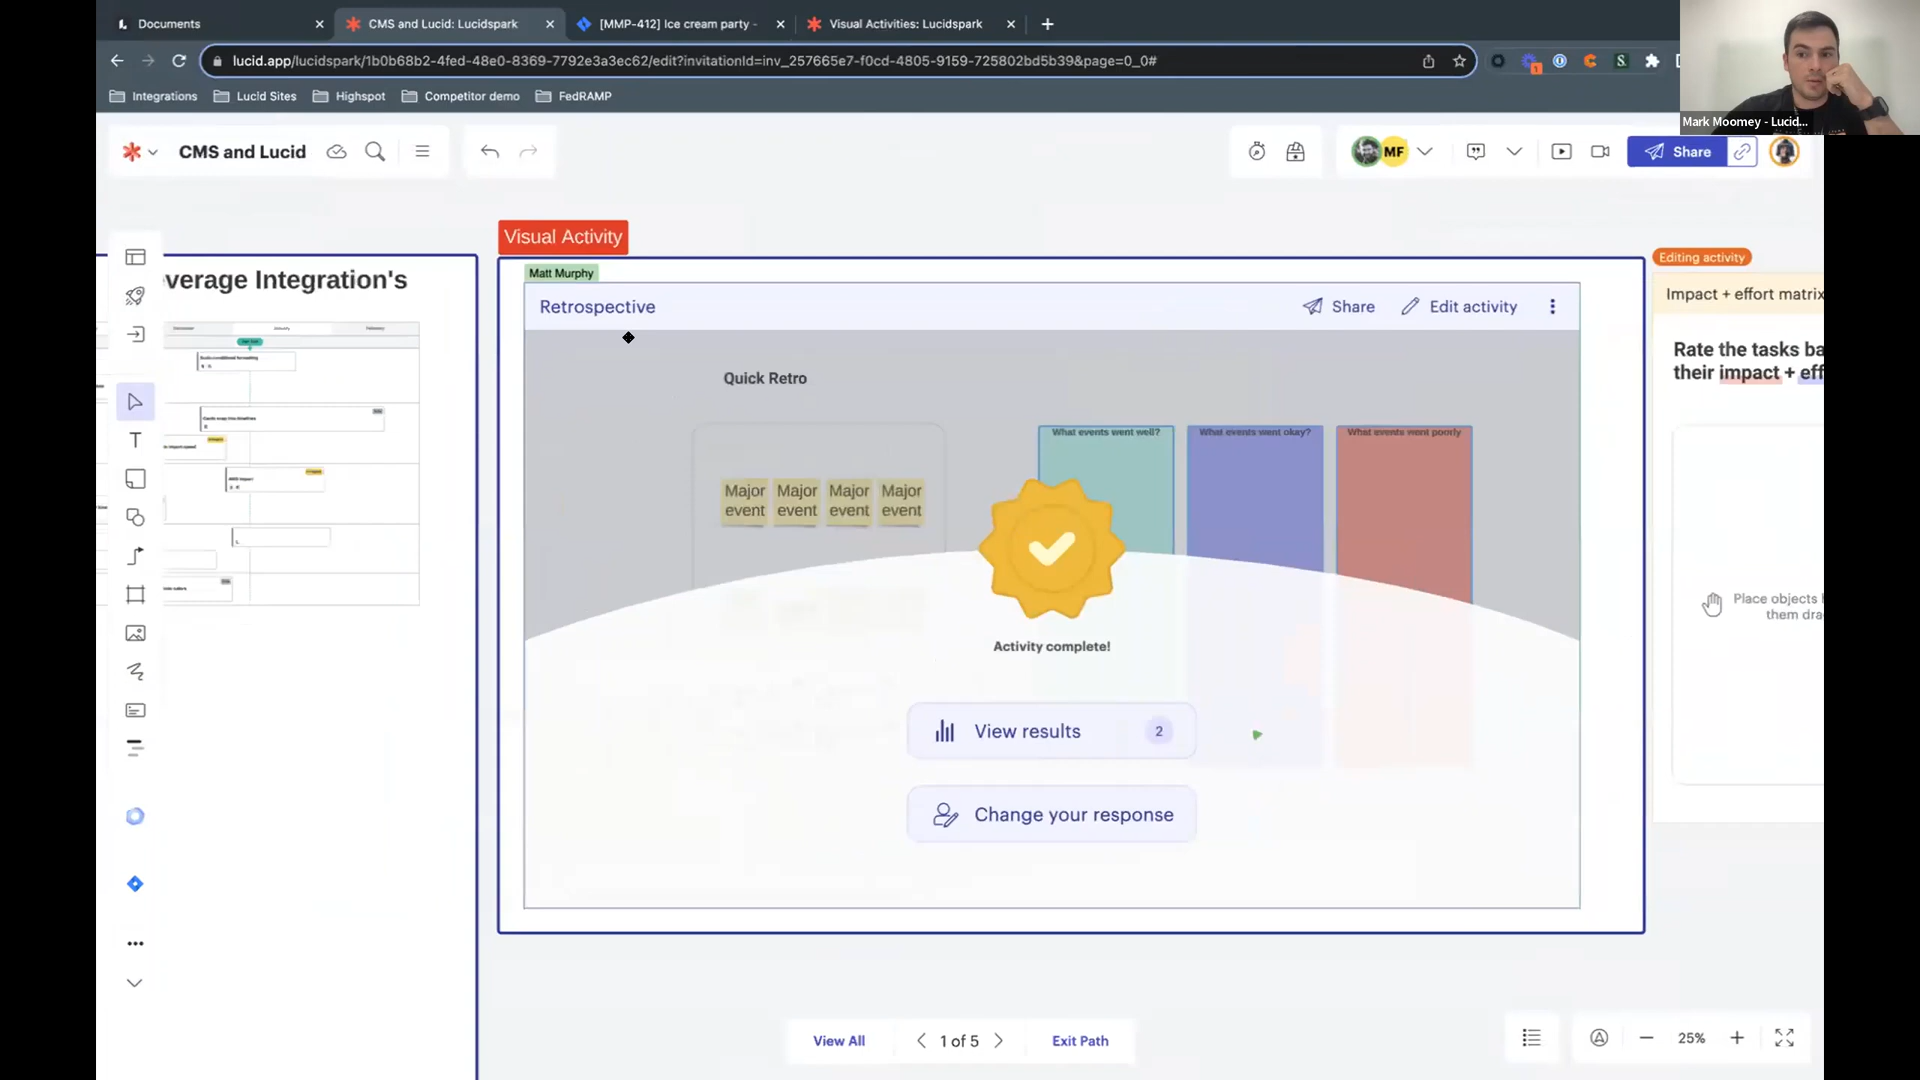 Documents
CMS and Lucid: Lucidspark
[MMP-412] Ice cream party -
Visual Activities: Lucidspark
lucid.app/lucidspark/1b0b68b2-4fed-48e0-8369-7792e3a3ec62/edit?invitationId=inv_257665e7-f0cd-4805-9159-725802bd5b39&page=0_0#
Integrations
Lucid Sites
Highspot
Competitor demo
FedRAMP
Mark Moomey - Lucid...
CMS and Lucid
MF
Share
Visual Activity
verage Integration's
December
January
February
Matt Murphy
Retrospective
Share
Edit activity
Quick Retro
Major event
Major event
Major event
Major event
What events went well?
What events went okay?
What events went poorly
Activity complete!
View results
2
Change your response
Editing activity
Impact + effort matrix
Rate the tasks ba
their impact + eff
Place objects
them dra
View All
1 of 5
Exit Path
25%